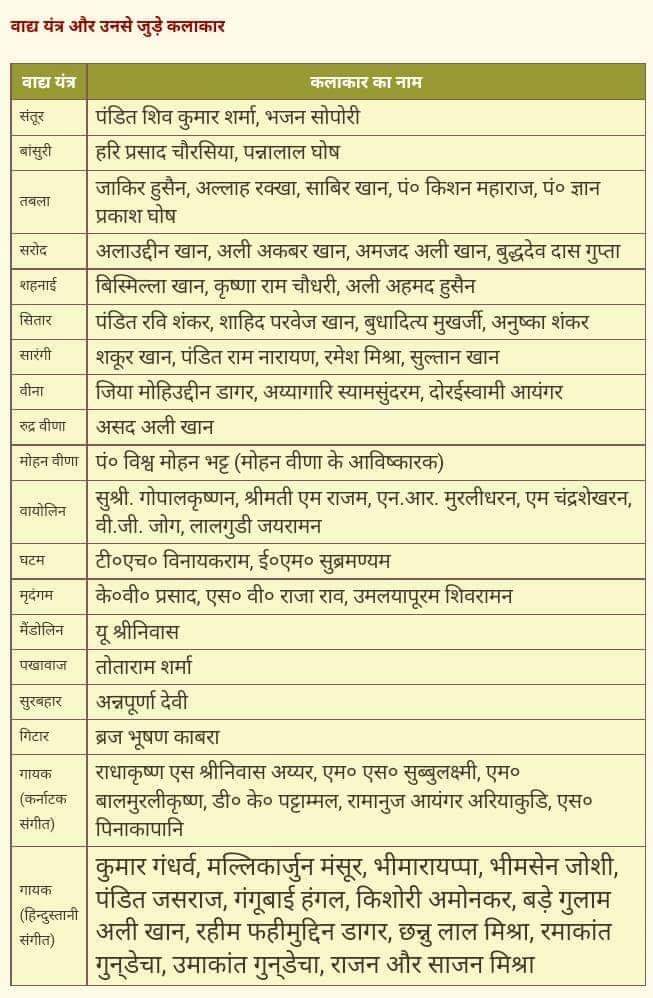 वाद्य यंत्र और उनसे जुड़े कलाकार
वाद्य यंत्र कलाकार का नाम
संतूर पंडित शिव कुमार शर्मा, भजन सोपोरी
बांसुरी हरि प्रसाद चौरसिया, पन्नालाल घोष
तबला जाकिर हुसैन, अल्लाह रक्खा, साबिर खान, पं० किशन महाराज, पं० ज्ञान
प्रकाश घोष
सरोद अलाउद्दीन खान, अली अकबर खान, अमजद अली खान, बुद्धदेव दास गुप्ता
शहनाई बिस्मिल्ला खान, कृष्णा राम चौधरी, अली अहमद हुसैन
सितार पंडित रवि शंकर, शाहिद परवेज खान, बुधादित्य मुखर्जी, अनुष्का शंकर
सारंगी शकूर खान, पंडित राम नारायण, रमेश मिश्रा, सुल्तान खान
वीना जिया मोहिउद्दीन डागर, अय्यागारि स्यामसुंदरम, दोरईस्वामी आयंगर
रुद्र वीणा असद अली खान
मोहन वीणा पं० विश्व मोहन भट्ट (मोहन वीणा के आविष्कारक)
वायोलिन सुश्री. गोपालकृष्णन, श्रीमती एम राजम, एन.आर. मुरलीधरन, एम चंद्रशेखरन,
वी.जी. जोग, लालगुडी जयरामन
घटम टी०एच० विनायकराम, ई०एम० सुब्रमण्यम
मृदंगम के०वी० प्रसाद, एस० वी० राजा राव, उमलयापूरम शिवरामन
मैंडोलिन यू श्रीनिवास
पखावाज तोताराम शर्मा
सुरबहार अन्नपूर्णा देवी
गिटार ब्रज भूषण काबरा
गायक
(कर्नाटक
संगीत)
राधाकृष्ण एस श्रीनिवास अय्यर, एम० एस० सुब्बुलक्ष्मी, एम०
बालमुरलीकृष्ण, डी० के० पट्टाम्मल, रामानुज आयंगर अरियाकुडि, एस०
पिनाकापानि
गायक
(हिन्दुस्तानी
संगीत)
कुमार गंधर्व, मल्लिकार्जुन मंसूर, भीमारायप्पा, भीमसेन जोशी,
पंडित जसराज, गंगूबाई हंगल, किशोरी अमोनकर, बड़े गुलाम
अली खान, रहीम फहीमुद्दिन डागर, छन्नु लाल मिश्रा, रमाकांत
गुन्‌डेचा, उमाकांत गुन्‌डेचा, राजन और साजन मिश्रा